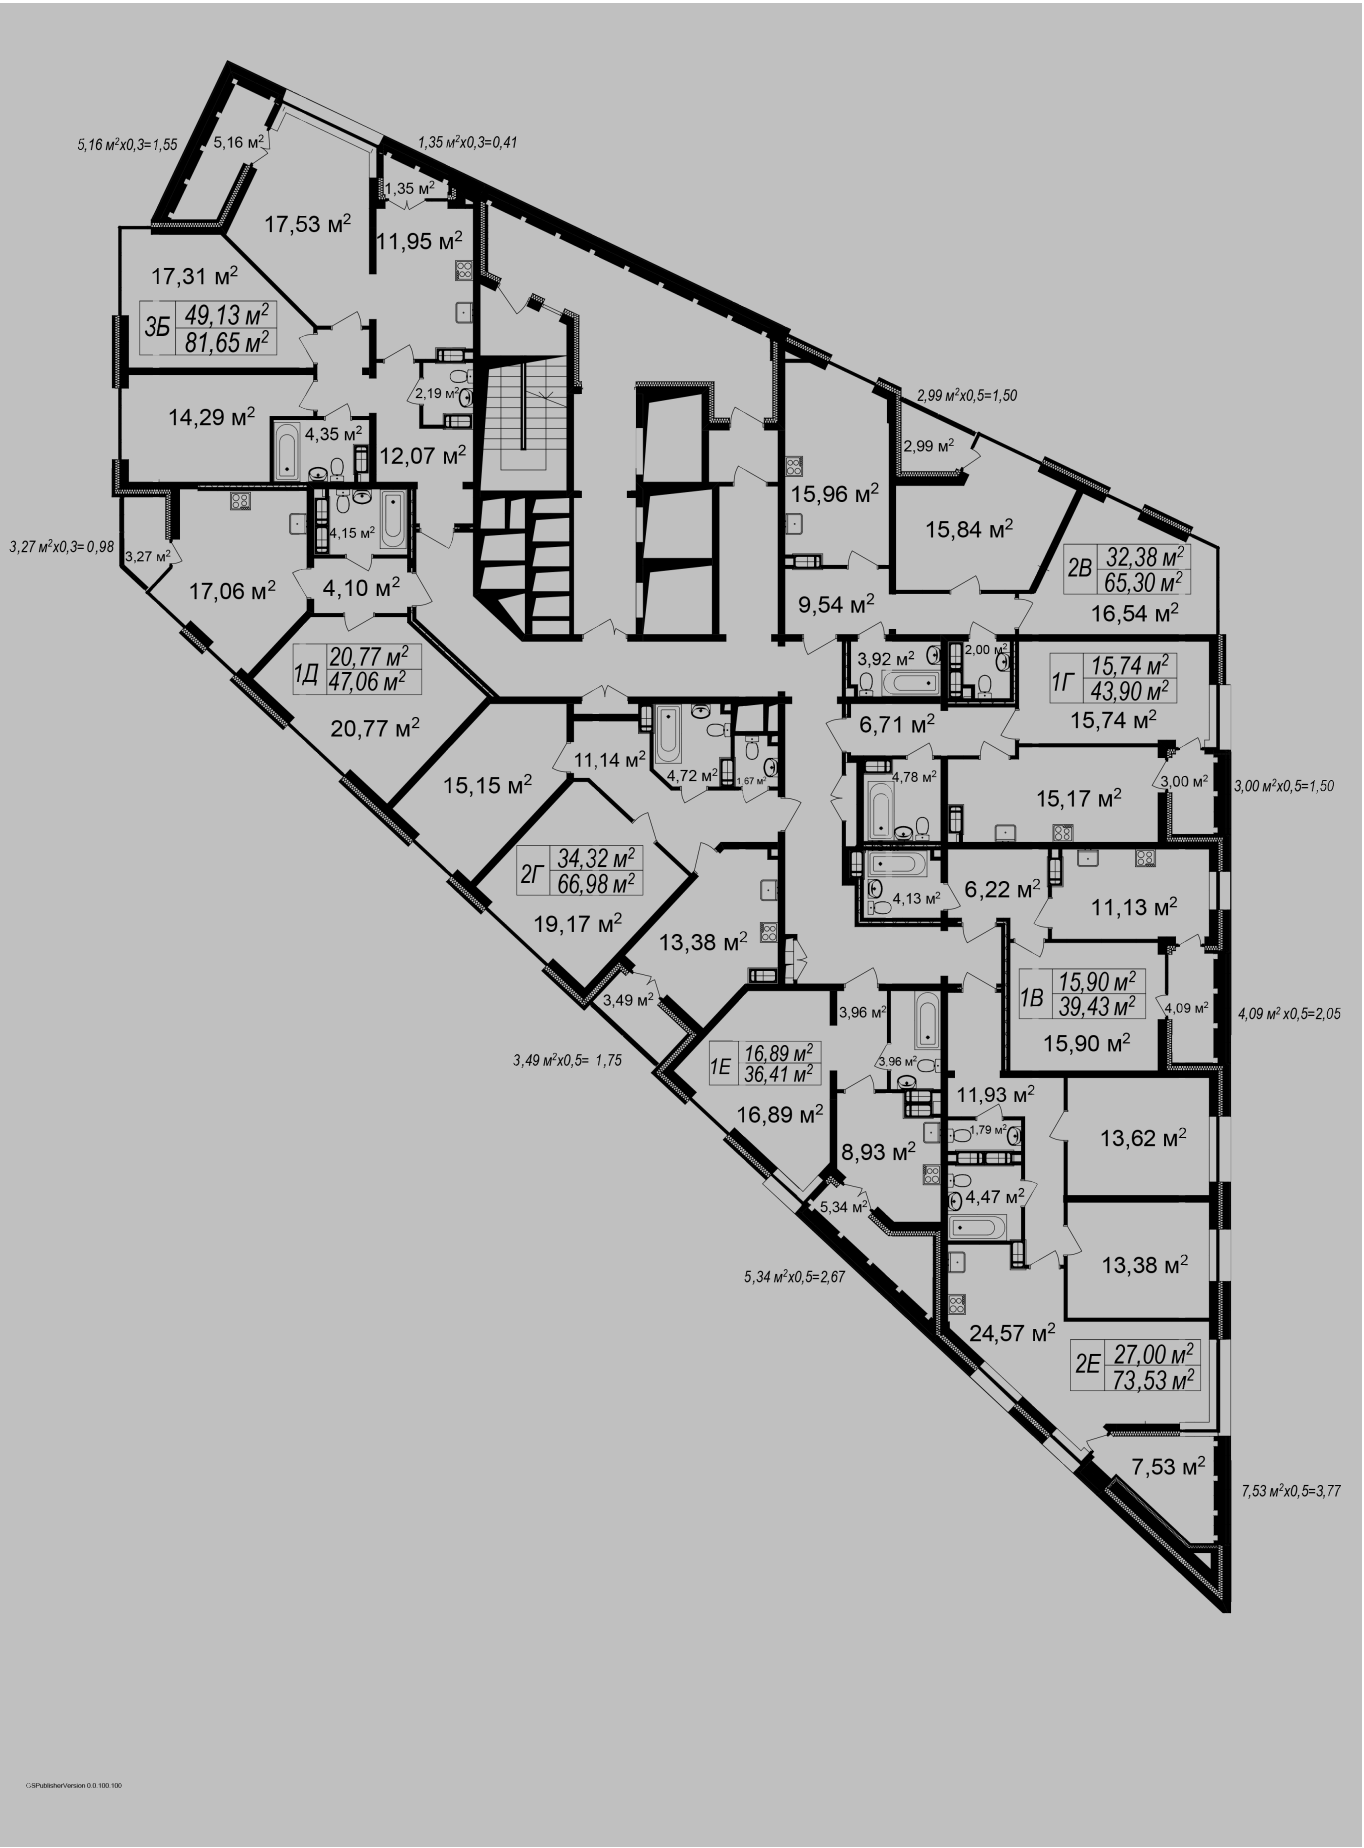 5,16 м²х0,3=1,55
5,16 м²
1,35 м²х0,3=0,41
1,35 м²
17,53 м²
11,95 м²
17,31 м²
3Б
49,13 м²
81,65 м²
14,29 м²
4,35 м²
2,19 м²
12,07 м²
2,99 м²х0,5=1,50
2,99 м²
15,96 м²
15,84 м²
2В
32,38 м²
65,30 м²
16,54 м²
9,54 м²
3,27 м²х0,3= 0,98
3,27 м²
17,06 м²
4,15 м²
4,10 м²
1Д
20,77 м²
47,06 м²
20,77 м²
3,92 м²
2,00 м²
1Г
15,74 м²
43,90 м²
15,74 м²
6,71 м²
4,78 м²
15,17 м²
3,00 м²
3,00 м²х0,5=1,50
15,15 м²
11,14 м²
4,72 м²
1,67 м²
2Г
34,32 м²
66,98 м²
19,17 м²
13,38 м²
3,49 м²
3,49 м²х0,5= 1,75
4,13 м²
6,22 м²
11,13 м²
1В
15,90 м²
39,43 м²
15,90 м²
4,09 м²
4,09 м² х0,5=2,05
3,96 м²
3,96 м²
1Е
16,89 м²
36,41 м²
16,89 м²
8,93 м²
5,34 м²
5,34 м²х0,5=2,67
11,93 м²
1,79 м²
13,62 м²
4,47 м²
13,38 м²
24,57 м²
2Е
27,00 м²
73,53 м²
7,53 м²
7,53 м²х0,5=3,77
GSPublisherVersion 0.0.100.100